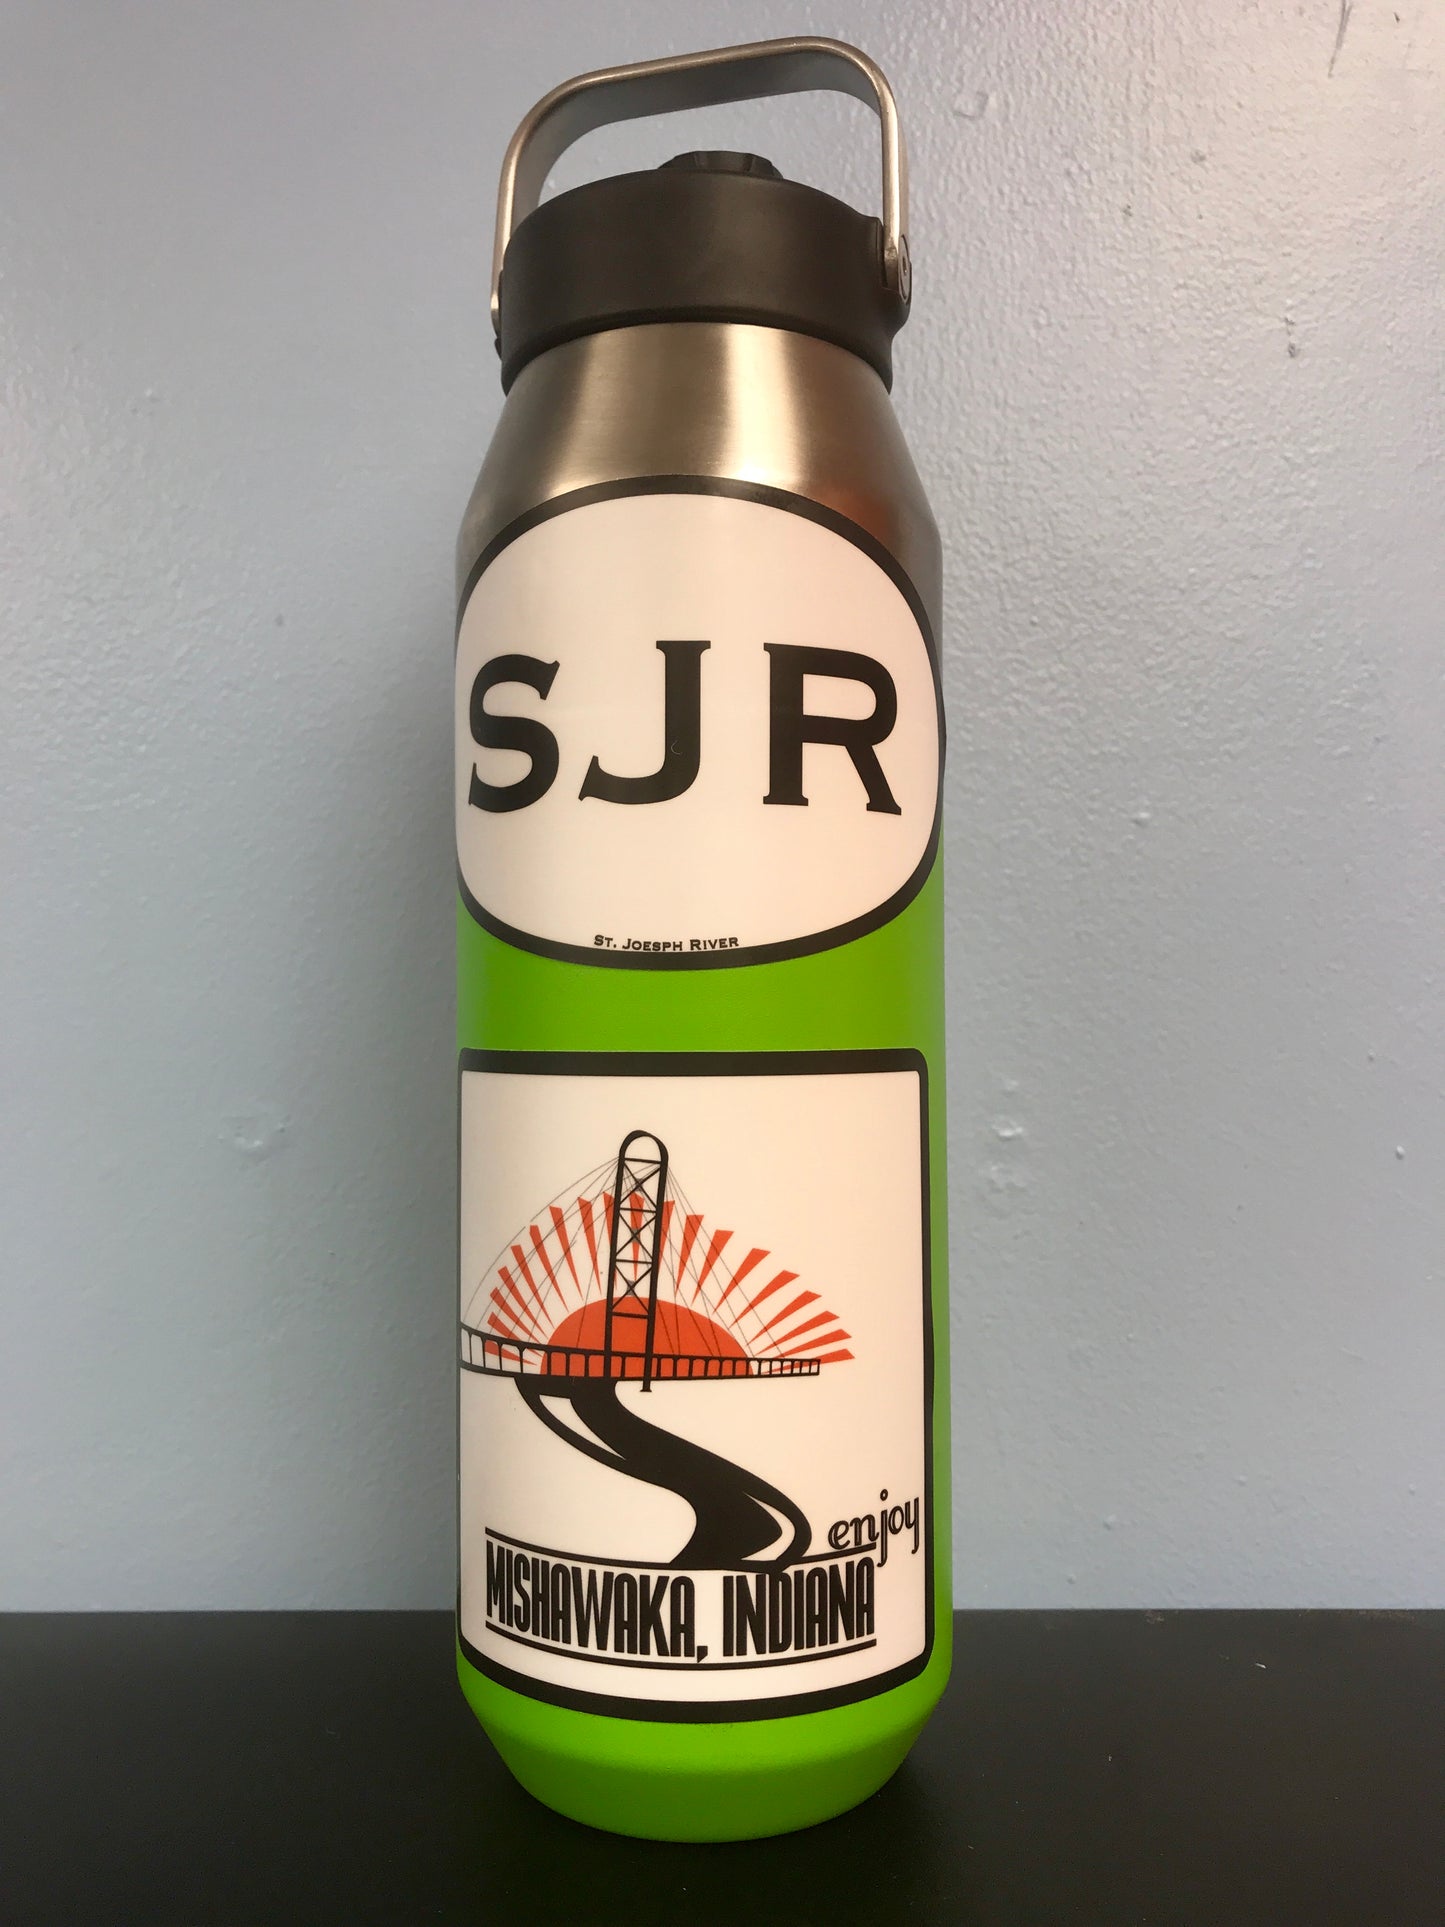 SJR
St. Joesph River
enjoy
MISHAWAKA, INDIANA